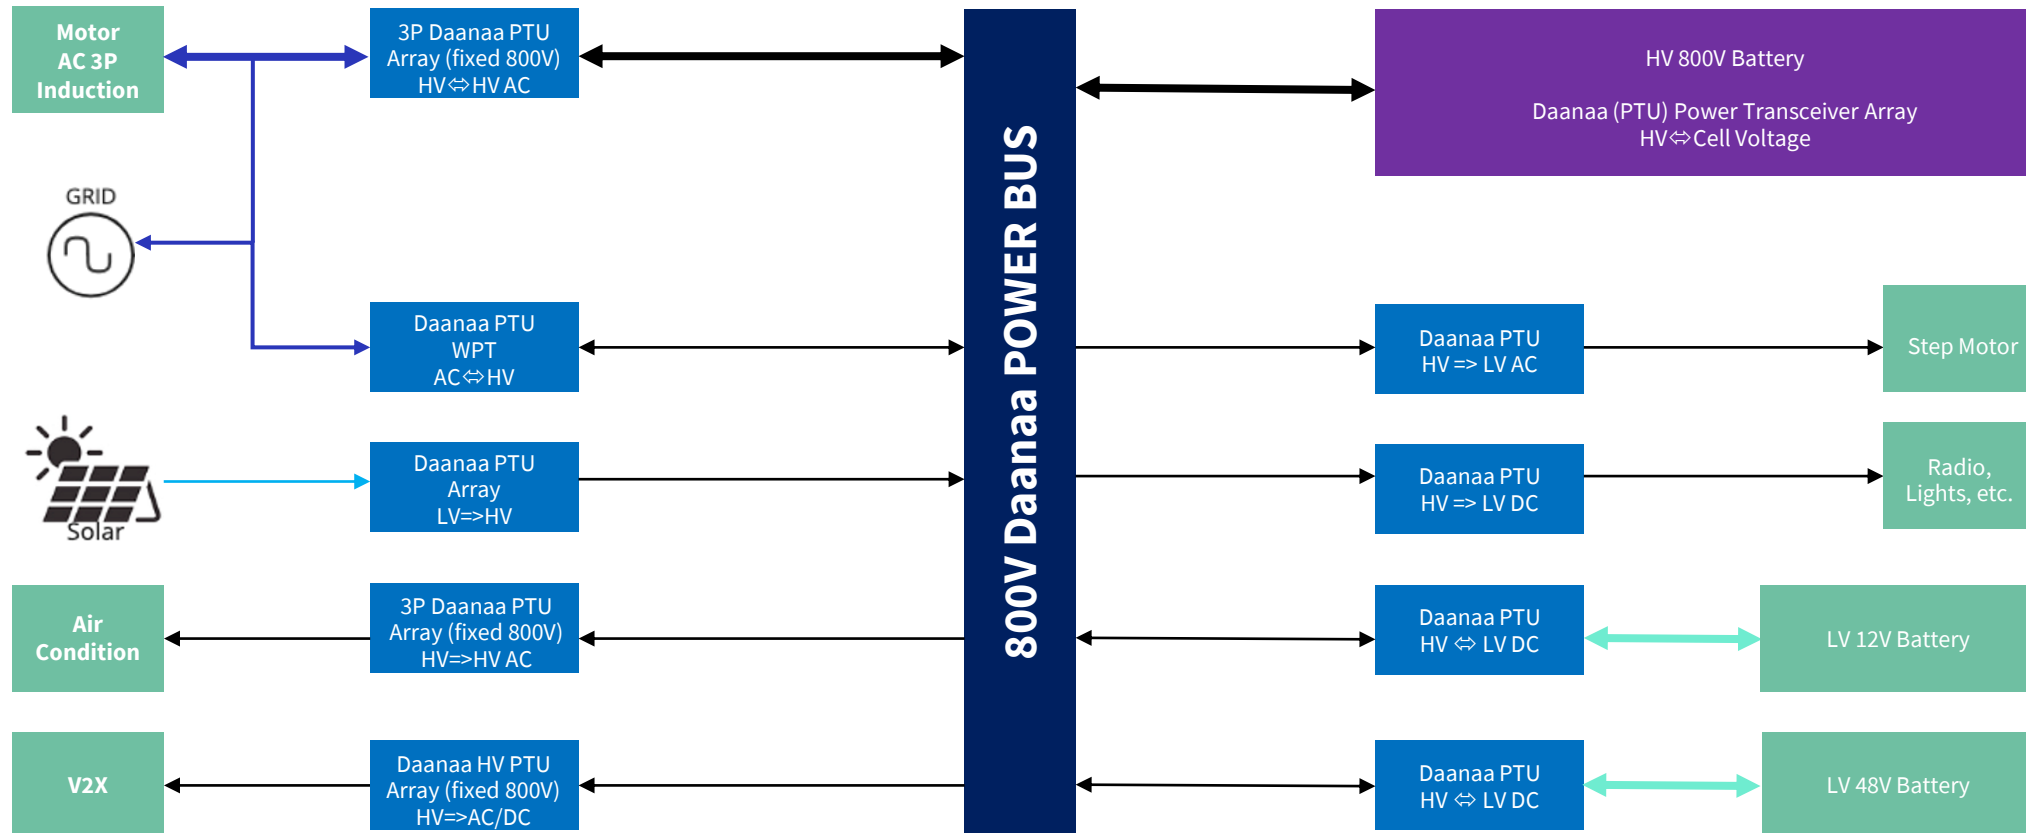 Motor
AC 3P
Induction
3P Daanaa PTU
Array (fixed 800V)
HV⇔HV AC
GRID
Daanaa PTU
WPT
AC⇔HV
Solar
Daanaa PTU
Array
LV=>HV
Air
Condition
3P Daanaa PTU
Array (fixed 800V)
HV=>HV AC
V2X
Daanaa HV PTU
Array (fixed 800V)
HV=>AC/DC
800V Daanaa POWER BUS
HV 800V Battery
Daanaa (PTU) Power Transceiver Array
HV⇔Cell Voltage
Daanaa PTU
HV => LV AC
Step Motor
Daanaa PTU
HV => LV DC
Radio,
Lights, etc.
Daanaa PTU
HV ⇔ LV DC
LV 12V Battery
Daanaa PTU
HV ⇔ LV DC
LV 48V Battery